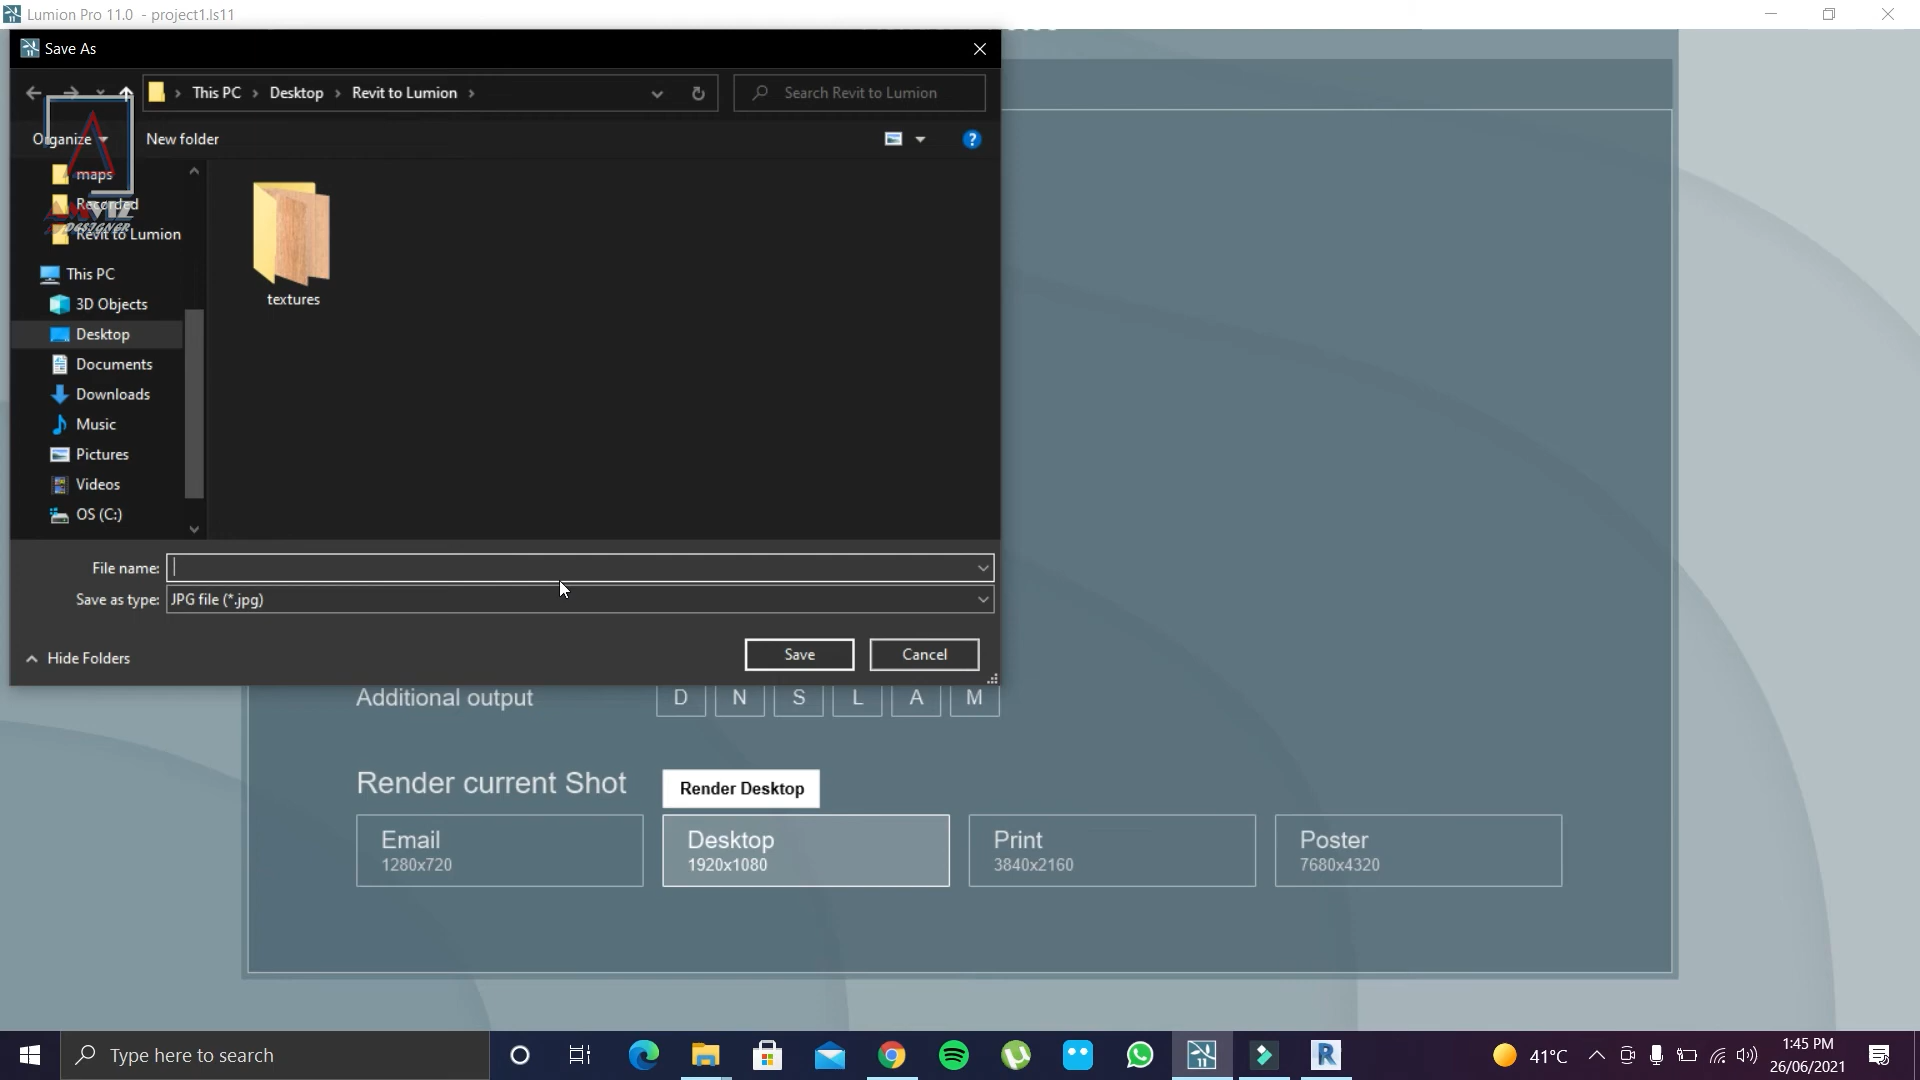 Lumion Pro 11.0 - project1.ls11
Save As
This PC
Desktop
Revit to Lumion
Search Revit to Lumion
Organize
New folder
maps
Recorded
Revit to Lumion
DESIGNER
This PC
3D Objects
Desktop
Documents
Downloads
Music
Pictures
Videos
OS (C:)
textures
File name:
Save as type: JPG file (*.jpg)
Hide Folders
Save
Cancel
Additional output
D N S L A M
Render current Shot
Render Desktop
Email
1280x720
Desktop
1920x1080
Print
3840x2160
Poster
7680x4320
Type here to search
41°C
1:45 PM
26/06/2021